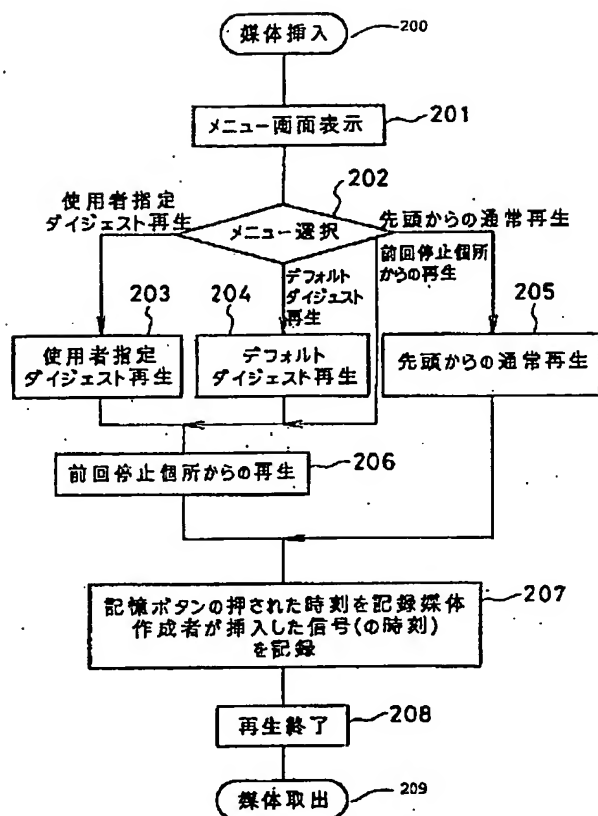 媒体挿入
200
メニュー画面表示
201
202
使用者指定
ダイジェスト再生
メニュー選択
先頭からの通常再生
前回停止個所
からの再生
デフォルト
ダイジェスト
再生
203
204
205
使用者指定
ダイジェスト再生
デフォルト
ダイジェスト再生
先頭からの通常再生
206
前回停止個所からの再生
207
記憶ボタンの押された時刻を記録媒体
作成者が挿入した信号(の時刻)
を記録
再生終了
208
媒体取出
209